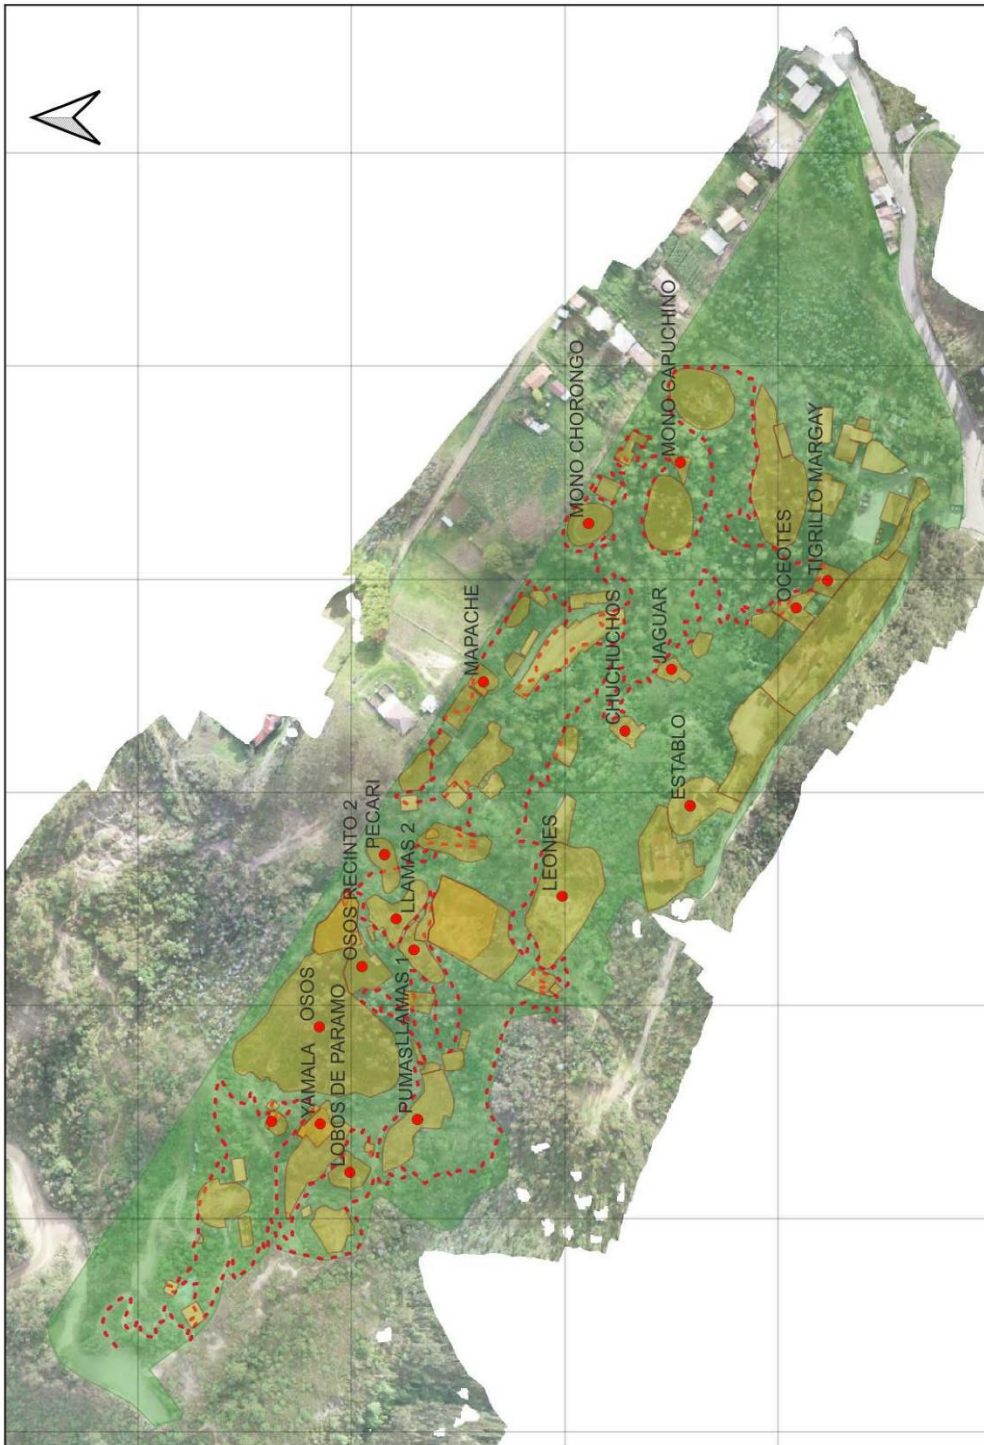 YAMALA
LOBOS DE PARAMO
OSOS
OSOS RECINTO 2
PECARI
PUMAS
LLAMAS 1
LLAMAS 2
LEONES
MAPACHE
ESTABLO
CHUCHUCHOS
JAGUAR
MONO CHORONGO
MONO CAPUCHINO
OCEOTES
TIGRILLO MARGAY